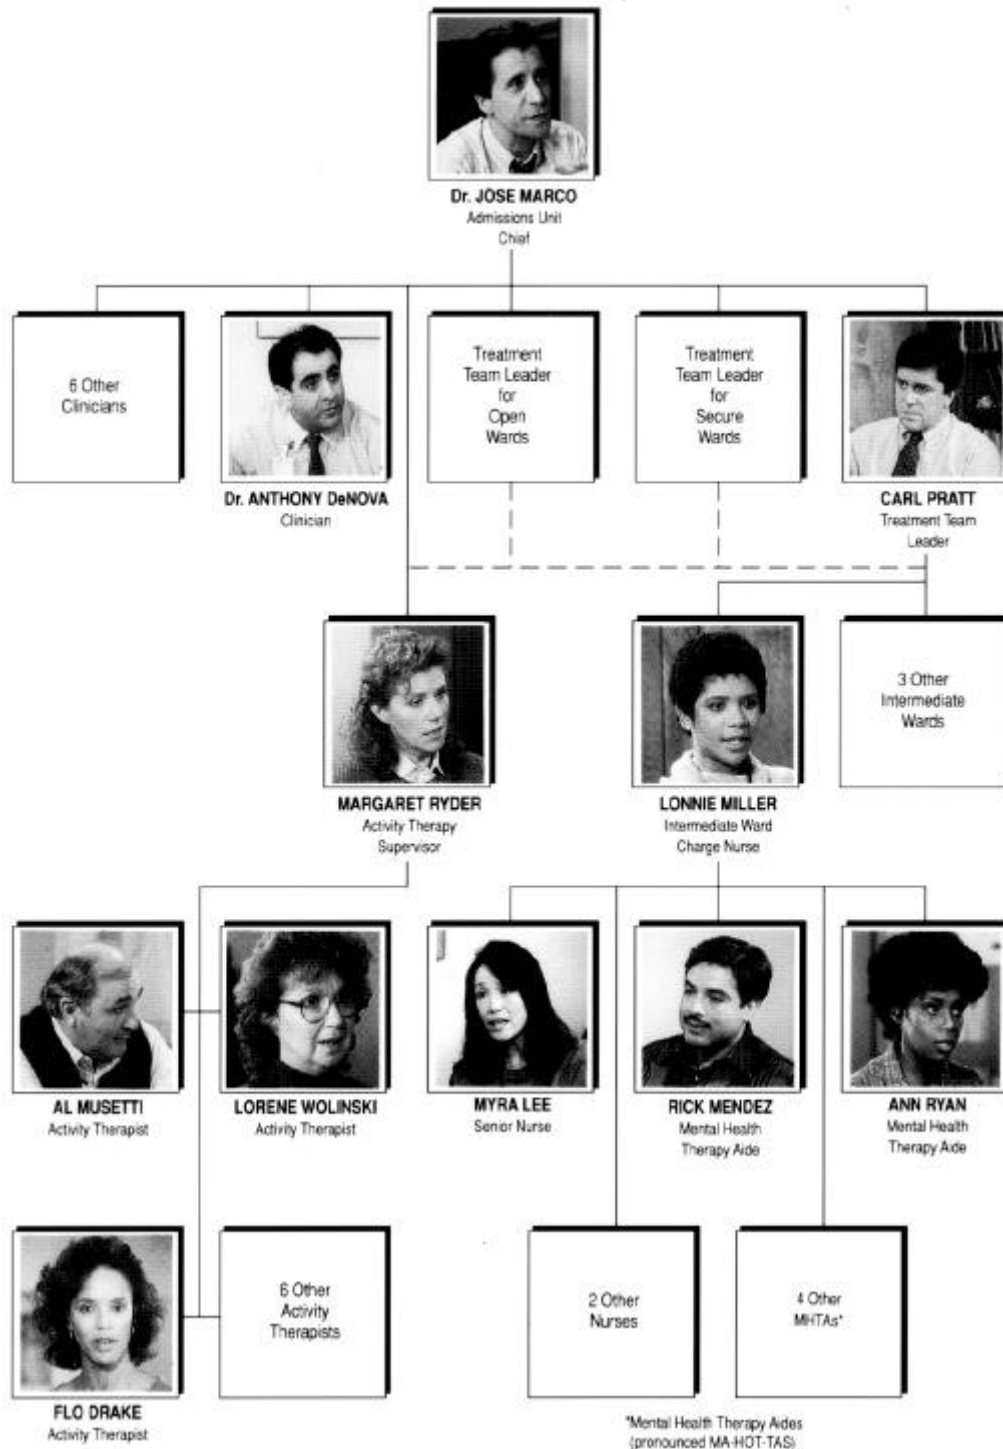 Dr. JOSE MARCO
Admissions Unit
Chief
6 Other
Clinicians
Dr. ANTHONY DeNOVA
Clinician
Treatment
Team Leader
for
Open
Wards
Treatment
Team Leader
for
Secure
Wards
CARL PRATT
Treatment Team
Leader
MARGARET RYDER
Activity Therapy
Supervisor
LONNIE MILLER
Intermediate Ward
Charge Nurse
3 Other
Intermediate
Wards
AL MUSETTI
Activity Therapist
LORENE WOLINSKI
Activity Therapist
MYRA LEE
Senior Nurse
RICK MENDEZ
Mental Health
Therapy Aide
ANN RYAN
Mental Health
Therapy Aide
FLO DRAKE
Activity Therapist
6 Other
Activity
Therapists
2 Other
Nurses
4 Other
MHTAs*
*Mental Health Therapy Aides
(pronounced MA-HOT-TAS)